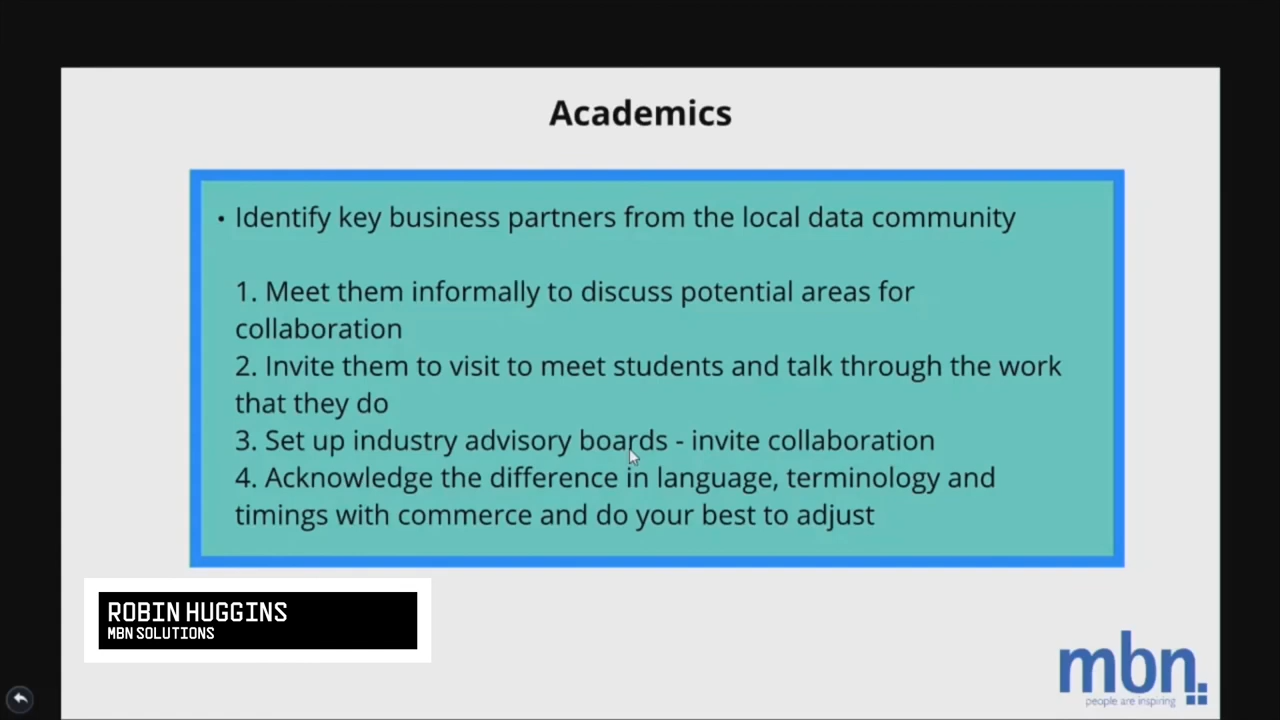 Academics
• Identify key business partners from the local data community
1. Meet them informally to discuss potential areas for
collaboration
2. Invite them to visit to meet students and talk through the work
that they do
3. Set up industry advisory boards - invite collaboration
4. Acknowledge the difference in language, terminology and
timings with commerce and do your best to adjust
ROBIN HUGGINS
MBN SOLUTIONS
mbn
people are inspiring